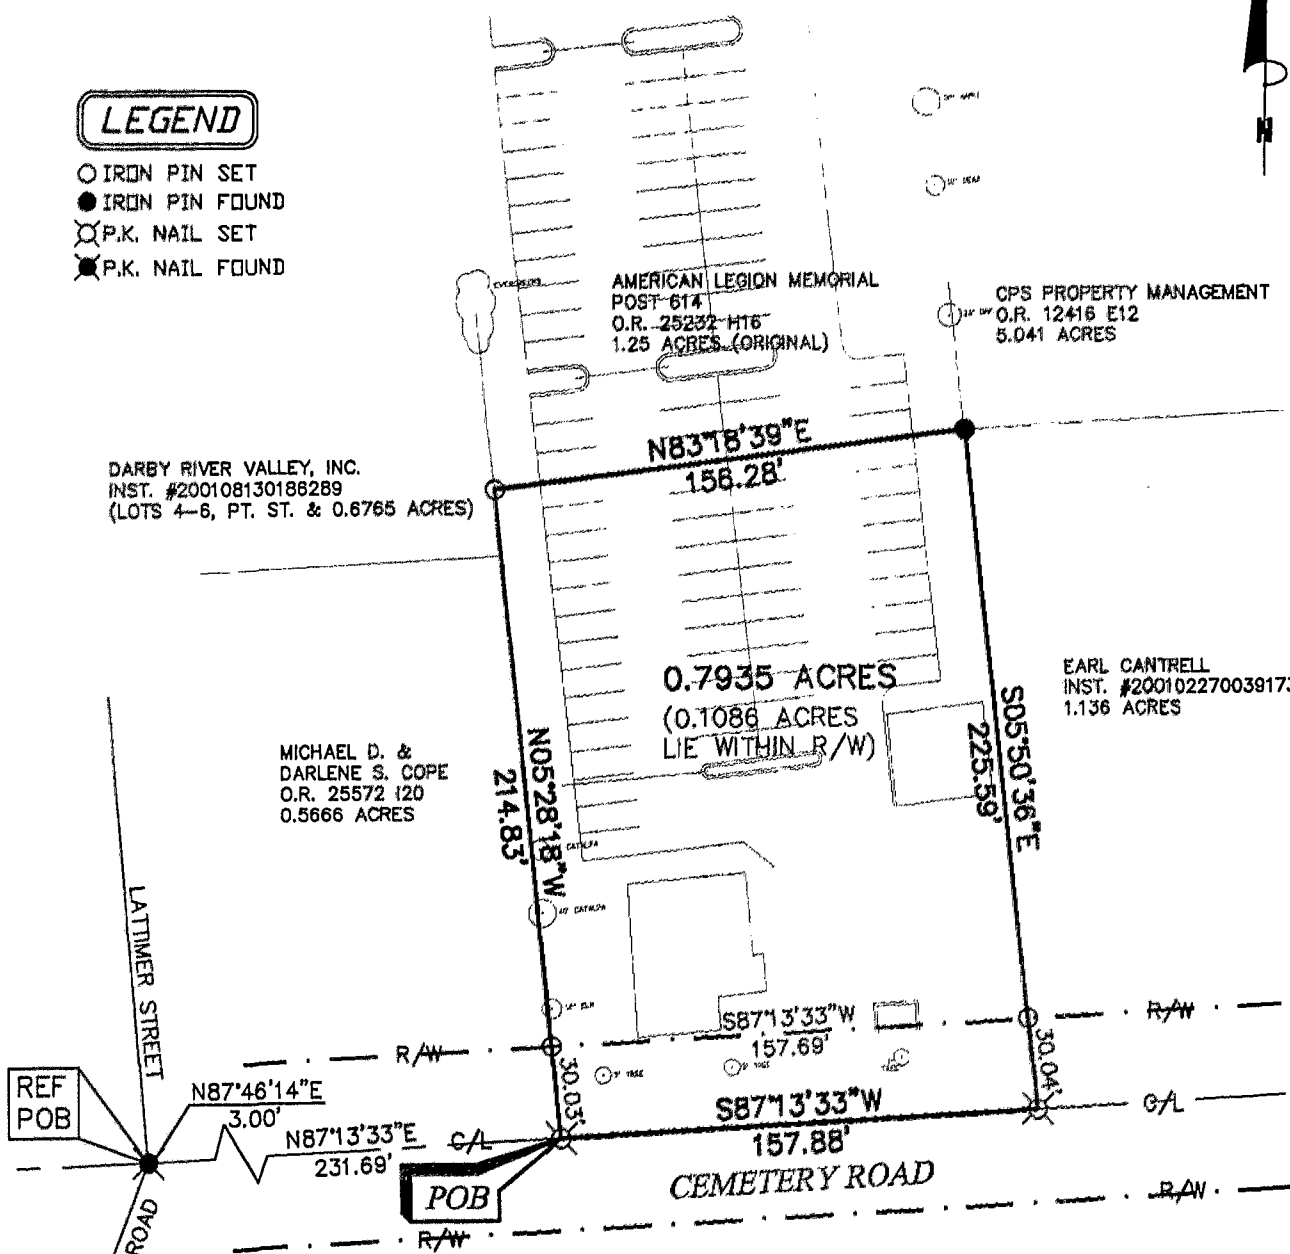 LEGEND
IRON PIN SET
IRON PIN FOUND
P.K. NAIL SET
P.K. NAIL FOUND
N
AMERICAN LEGION MEMORIAL
POST 614
O.R. 25232 H16
1.25 ACRES (ORIGINAL)
CPS PROPERTY MANAGEMENT
O.R. 12416 E12
5.041 ACRES
N83°18'39"E
156.28'
DARBY RIVER VALLEY, INC.
INST. #200108130186289
(LOTS 4-6, PT. ST. & 0.6765 ACRES)
0.7935 ACRES
(0.1086 ACRES
LIE WITHIN R/W)
EARL CANTRELL
INST. #200102270039173
1.136 ACRES
S05°50'36"E
225.59'
MICHAEL D. &
DARLENE S. COPE
O.R. 25572 I20
0.5666 ACRES
N05°28'18"W
214.83'
CATALPA
CATALPA
ELM
LATTIMER STREET
R/W
S87°13'33"W
157.69'
R/W
30.03'
30.04'
REF
POB
N87°46'14"E
3.00'
N87°13'33"E
231.69'
C/L
S87°13'33"W
157.88'
C/L
POB
CEMETERY ROAD
R/W
R/W
ROAD